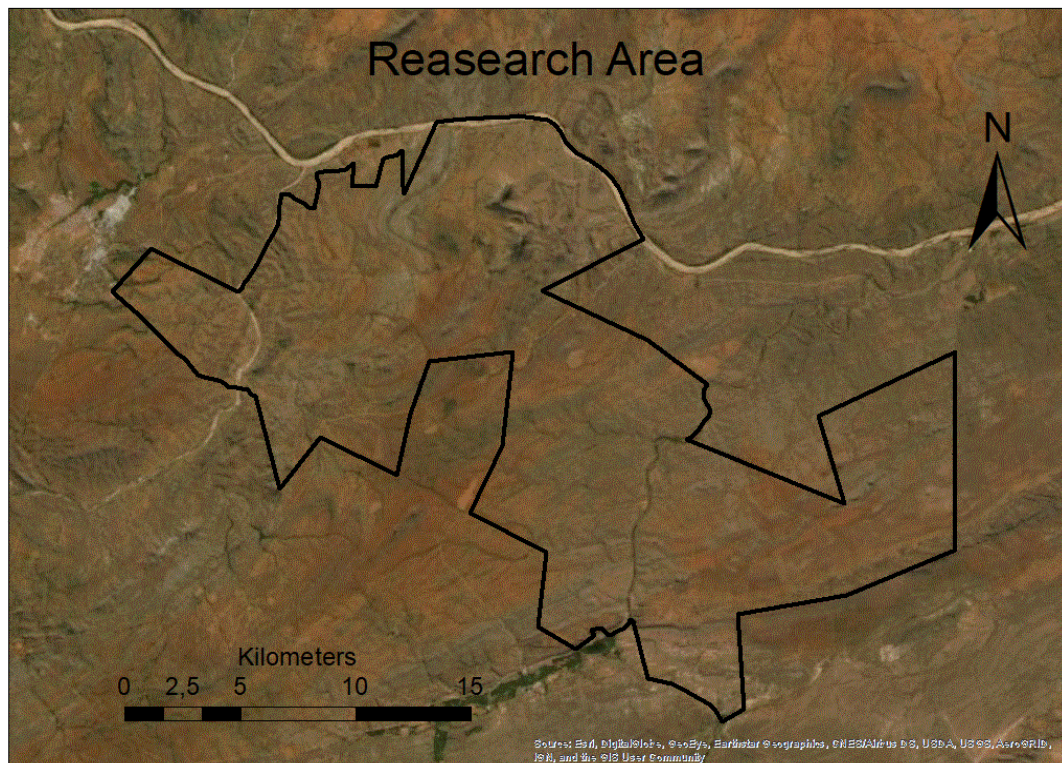 Reasearch Area
N
Kilometers
0 2,5 5 10 15
Source: Esri, DigitalGlobe, GeoEye, Earthstar Geographics, CNES/Airbus DS, USDA, USGS, AeroGRID,
IGN, and the GIS User Community